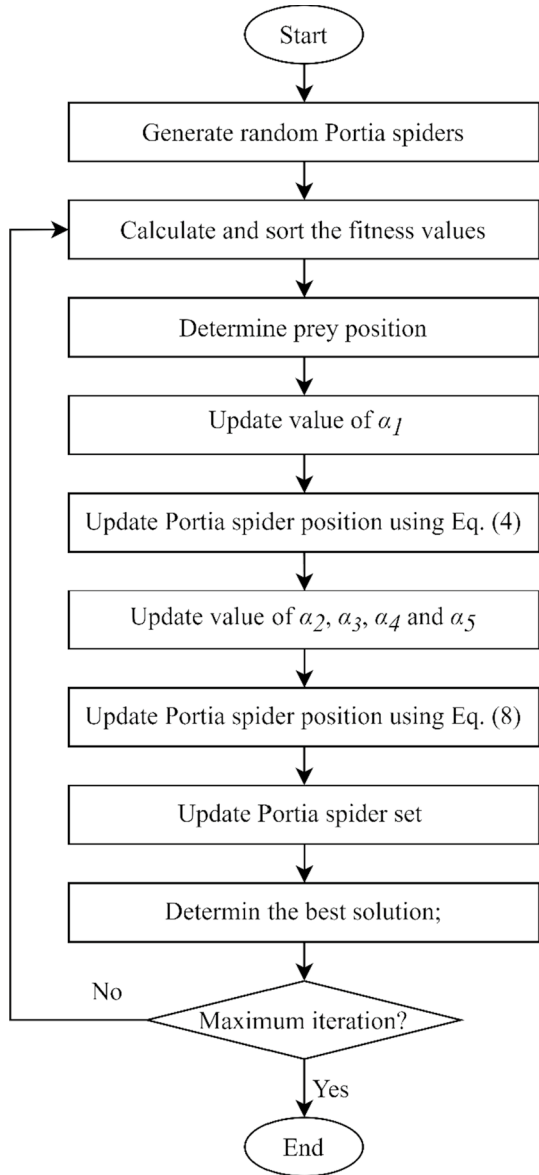 Start
Generate random Portia spiders
Calculate and sort the fitness values
Determine prey position
Update value of α1
Update Portia spider position using Eq. (4)
Update value of α2, α3, α4 and α5
Update Portia spider position using Eq. (8)
Update Portia spider set
Determin the best solution;
No
Maximum iteration?
Yes
End